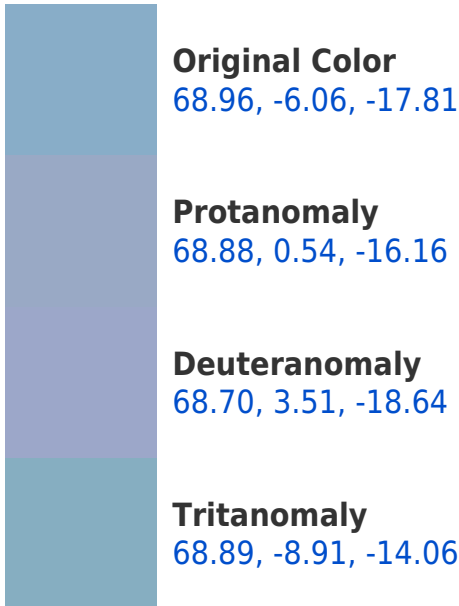 Original Color
68.96, -6.06, -17.81
Protanomaly
68.88, 0.54, -16.16
Deuteranomaly
68.70, 3.51, -18.64
Tritanomaly
68.89, -8.91, -14.06